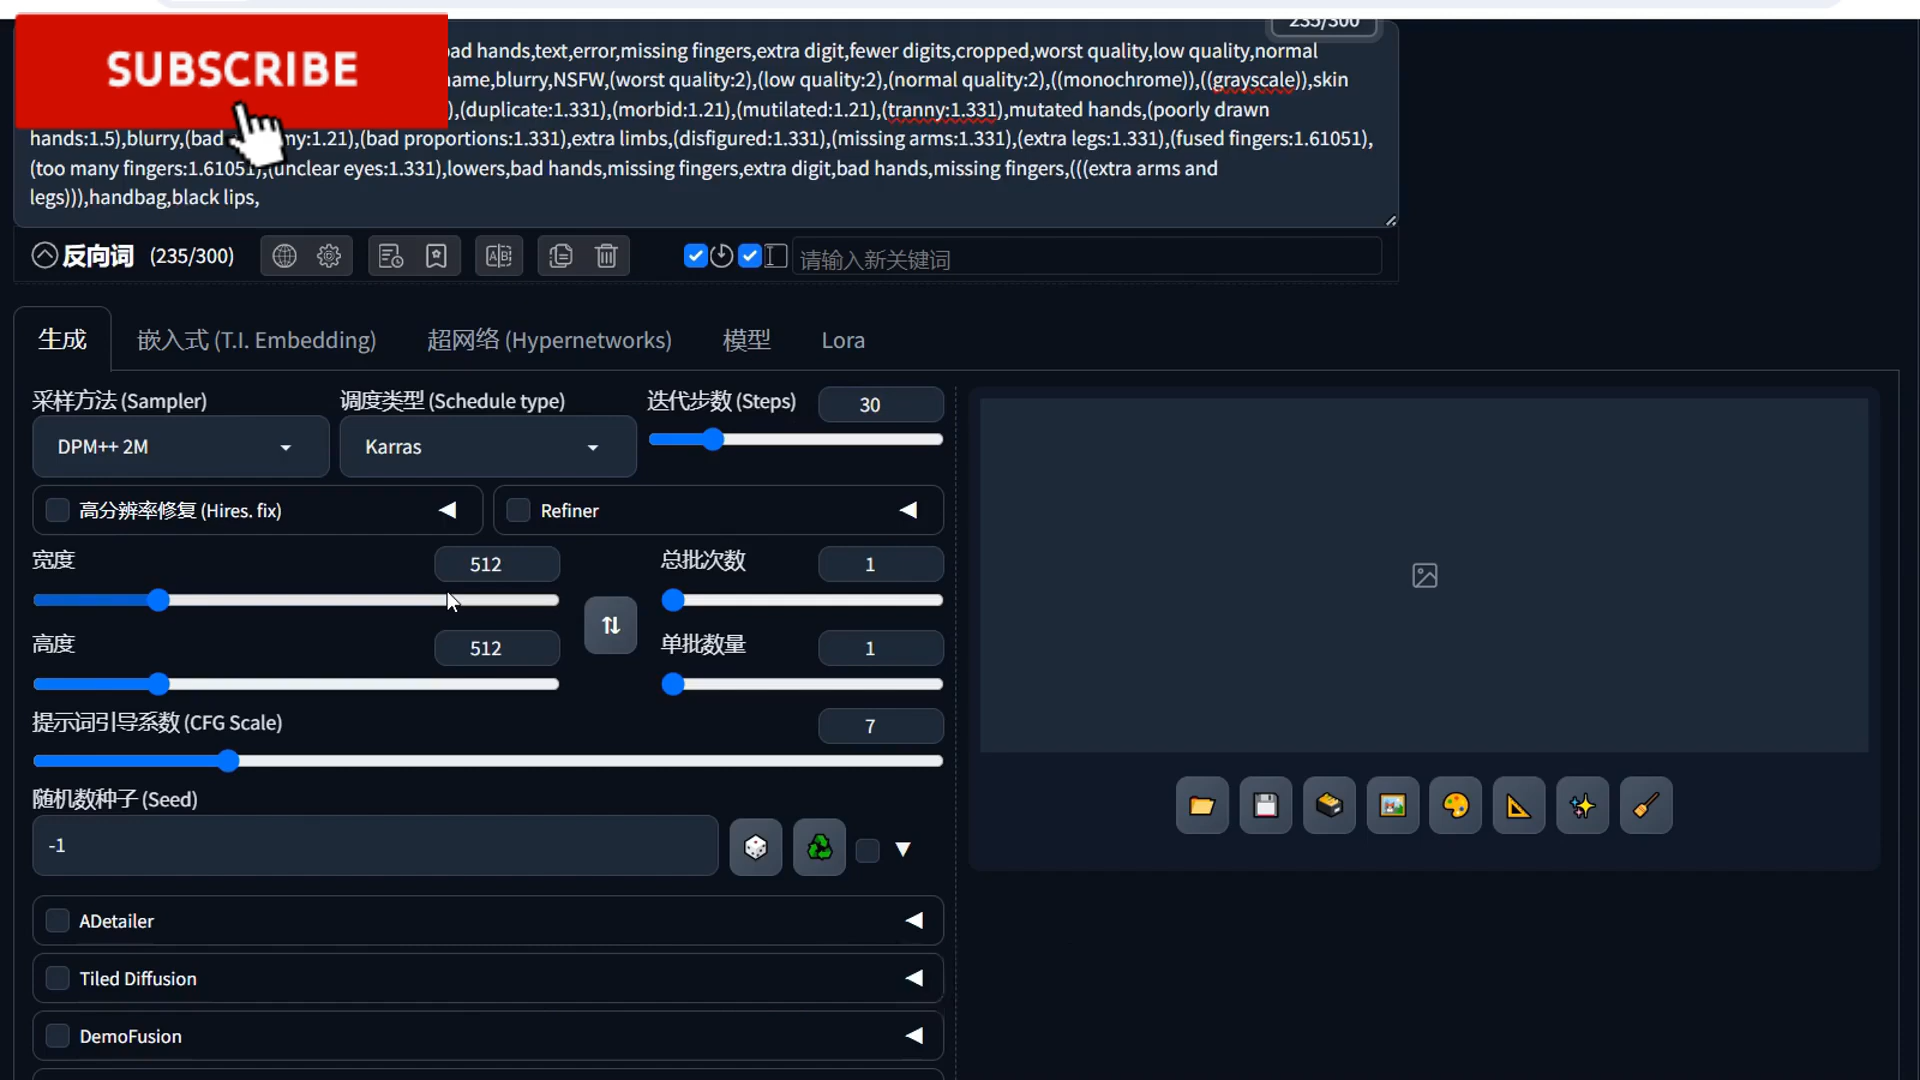 235/300
SUBSCRIBE
bad hands,text,error,missing fingers,extra digit,fewer digits,cropped,worst quality,low quality,normal
name,blurry,NSFW,(worst quality:2),(low quality:2),(normal quality:2),((monochrome)),((grayscale)),skin
),(duplicate:1.331),(morbid:1.21),(mutilated:1.21),(tranny:1.331),mutated hands,(poorly drawn
hands:1.5),blurry,(bad my:1.21),(bad proportions:1.331),extra limbs,(disfigured:1.331),(missing arms:1.331),(extra legs:1.331),(fused fingers:1.61051),
(too many fingers:1.61051),(unclear eyes:1.331),lowers,bad hands,missing fingers,extra digit,bad hands,missing fingers,(((extra arms and
legs))),handbag,black lips,
反向词 (235/300) 请输入新关键词
生成 嵌入式 (T.I. Embedding) 超网络 (Hypernetworks) 模型 Lora
采样方法 (Sampler) 调度类型 (Schedule type) 迭代步数 (Steps) 30
DPM++ 2M Karras
高分辨率修复 (Hires. fix) Refiner
宽度 512 总批次数 1
高度 512 单批数量 1
提示词引导系数 (CFG Scale) 7
随机数种子 (Seed)
-1
ADetailer
Tiled Diffusion
DemoFusion